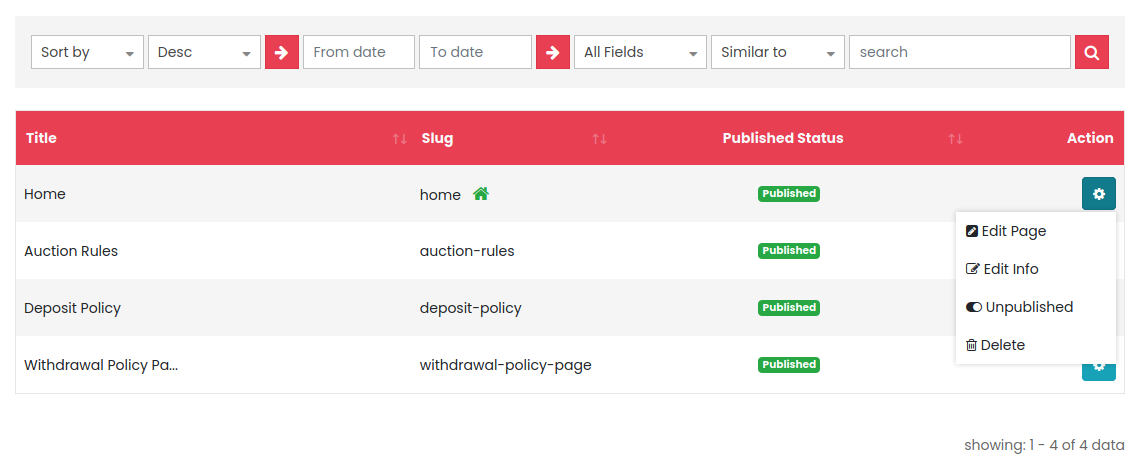 Sort by Desc From date To date All Fields Similar to search
Title Slug Published Status Action
Home home Published
Edit Page
Auction Rules auction-rules Published
Edit Info
Deposit Policy deposit-policy Published
Unpublished
Delete
Withdrawal Policy Pa... withdrawal-policy-page Published
showing: 1 - 4 of 4 data